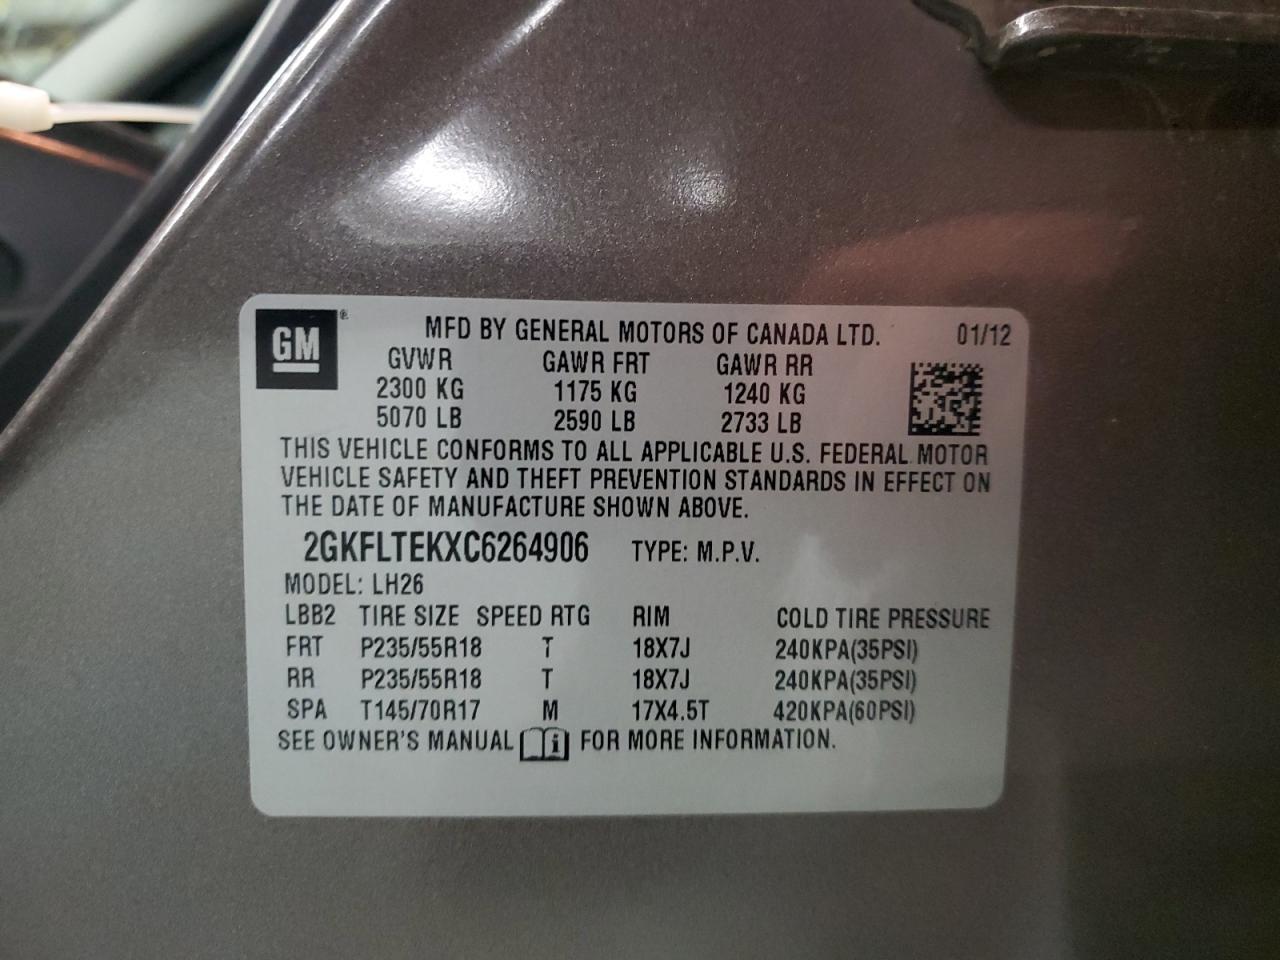 GM®
MFD BY GENERAL MOTORS OF CANADA LTD. 01/12
GVWR GAWR FRT GAWR RR
2300 KG 1175 KG 1240 KG
5070 LB 2590 LB 2733 LB
THIS VEHICLE CONFORMS TO ALL APPLICABLE U.S. FEDERAL MOTOR
VEHICLE SAFETY AND THEFT PREVENTION STANDARDS IN EFFECT ON
THE DATE OF MANUFACTURE SHOWN ABOVE.
2GKFLTEKXC6264906 TYPE: M.P.V.
MODEL: LH26
LBB2 TIRE SIZE SPEED RTG RIM COLD TIRE PRESSURE
FRT P235/55R18 T 18X7J 240KPA(35PSI)
RR P235/55R18 T 18X7J 240KPA(35PSI)
SPA T145/70R17 M 17X4.5T 420KPA(60PSI)
SEE OWNER'S MANUAL i FOR MORE INFORMATION.